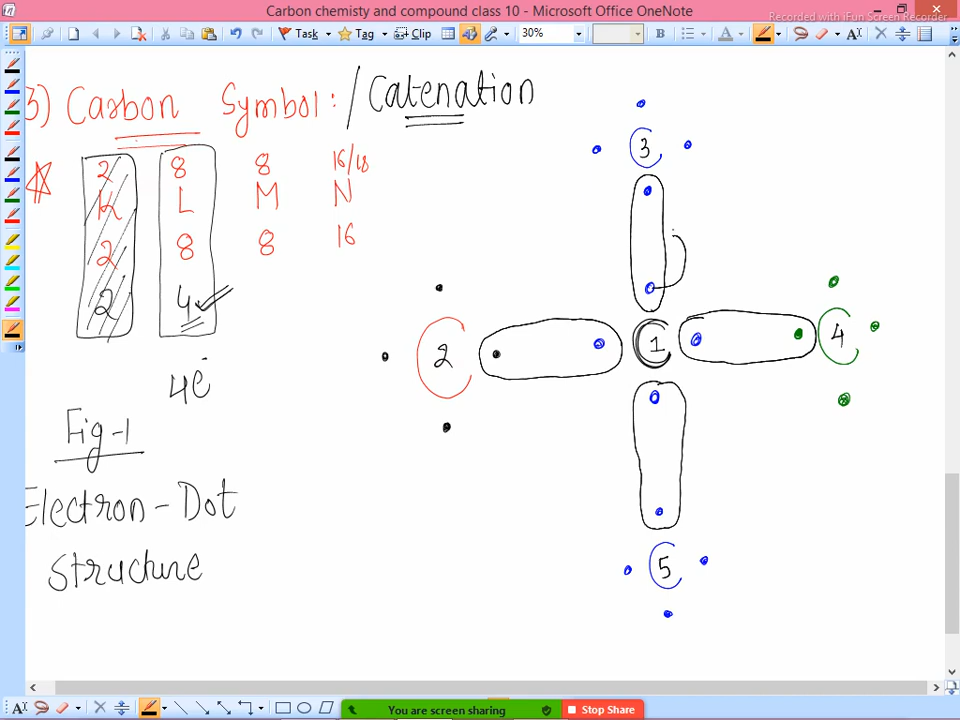 Carbon chemisty and compound class 10 - Microsoft Office OneNote
Recorded with iFun Screen Recorder
Task
Tag
Clip
30%
B
A
3) Carbon Symbol: / Catenation
2 8 8 16/18
K L M N
2 8 8 16
2 4
4e
Fig-1
Electron-Dot
Structure
3
2
1
4
5
You are screen sharing
Stop Share